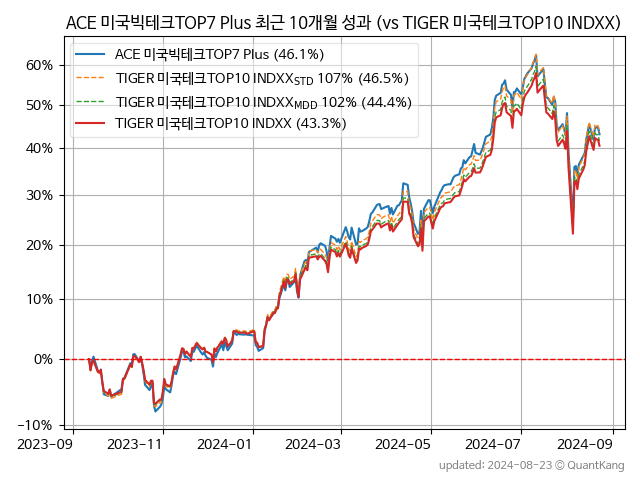 ACE 미국빅테크TOP7 Plus 최근 10개월 성과 (vs TIGER 미국테크TOP10 INDXX)
ACE 미국빅테크TOP7 Plus (46.1%)
TIGER 미국테크TOP10 INDXX STD 107% (46.5%)
TIGER 미국테크TOP10 INDXX MDD 102% (44.4%)
TIGER 미국테크TOP10 INDXX (43.3%)
60%
50%
40%
30%
20%
10%
0%
-10%
2023-09 2023-11 2024-01 2024-03 2024-05 2024-07 2024-09
updated: 2024-08-23 © QuantKang